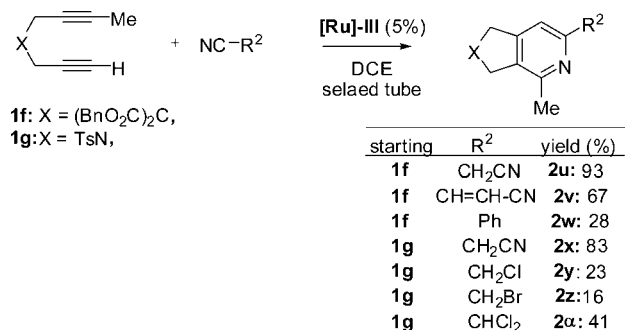 Me
X
H
+
NC–R²
[Ru]-III (5%)
DCE
selaed tube
R²
X
N
Me
1f: X = (BnO₂C)₂C,
1g: X = TsN,
starting R² yield (%)
1f CH₂CN 2u: 93
1f CH=CH-CN 2v: 67
1f Ph 2w: 28
1g CH₂CN 2x: 83
1g CH₂Cl 2y: 23
1g CH₂Br 2z:16
1g CHCl₂ 2α: 41